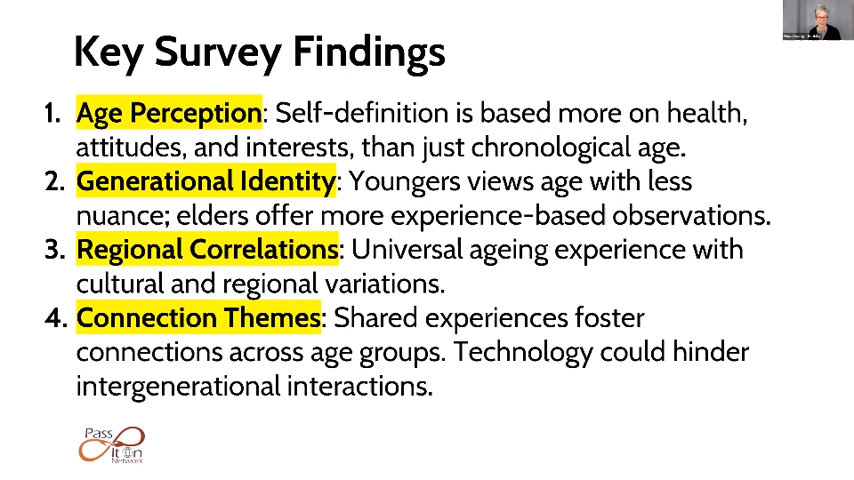 Key Survey Findings
1. Age Perception: Self-definition is based more on health,
attitudes, and interests, than just chronological age.
2. Generational Identity: Youngers views age with less
nuance; elders offer more experience-based observations.
3. Regional Correlations: Universal ageing experience with
cultural and regional variations.
4. Connection Themes: Shared experiences foster
connections across age groups. Technology could hinder
intergenerational interactions.
Pass
It On
Network